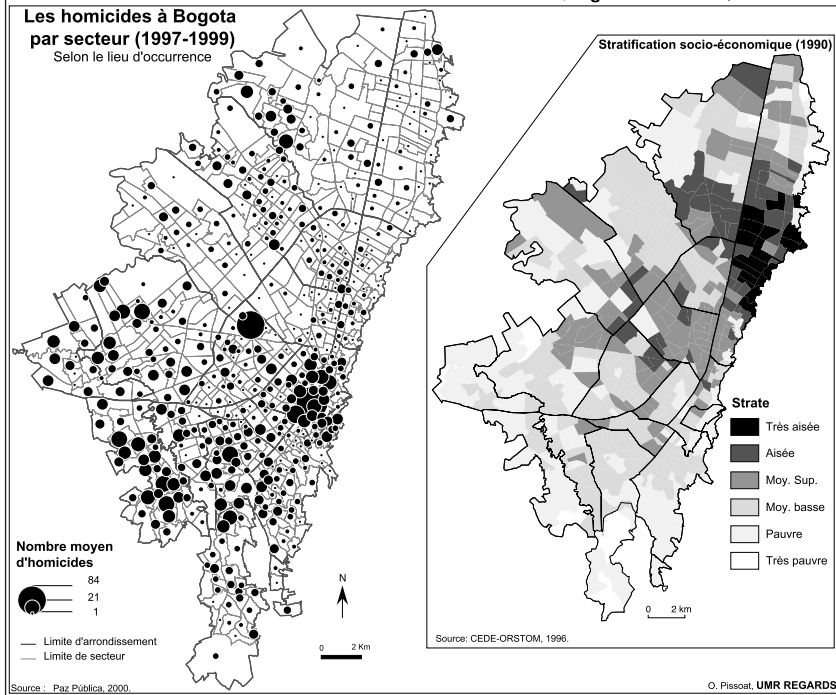 Les homicides à Bogota
par secteur (1997-1999)
Selon le lieu d'occurrence
Stratification socio-économique (1990)
Strate
Très aisée
Aisée
Moy. Sup.
Moy. basse
Pauvre
Très pauvre
0 2 km
Source: CEDE-ORSTOM, 1996.
Nombre moyen
d'homicides
84
21
1
N
Limite d'arrondissement
Limite de secteur
0 2 Km
Source : Paz Pública, 2000.
O. Pissoat, UMR REGARDS